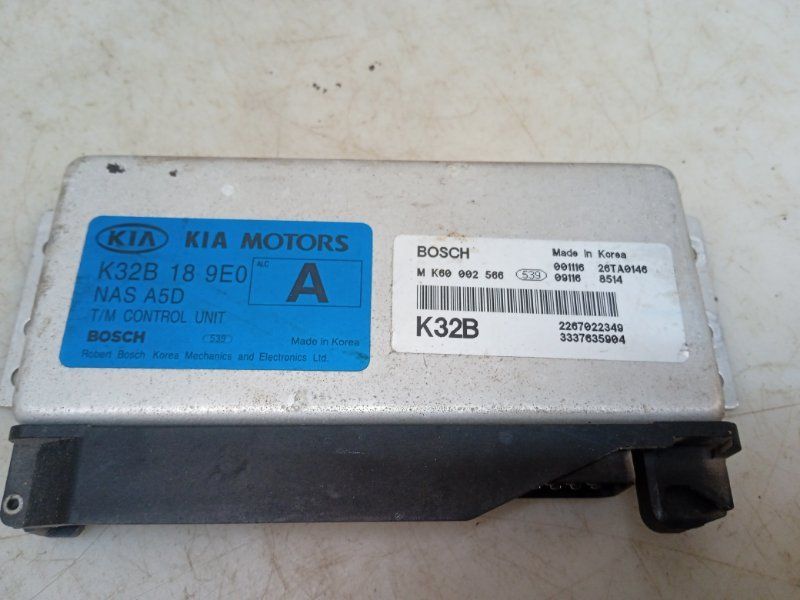 KIA KIA MOTORS
K32B 18 9E0
ALC
A
NAS A5D
T/M CONTROL UNIT
BOSCH 539 Made in Korea
Robert Bosch Korea Mechanics and Electronics Ltd.
BOSCH Made in Korea
M K60 002 566 539 001116 26TA0146
09116 8514
K32B 2267022349
3337635904